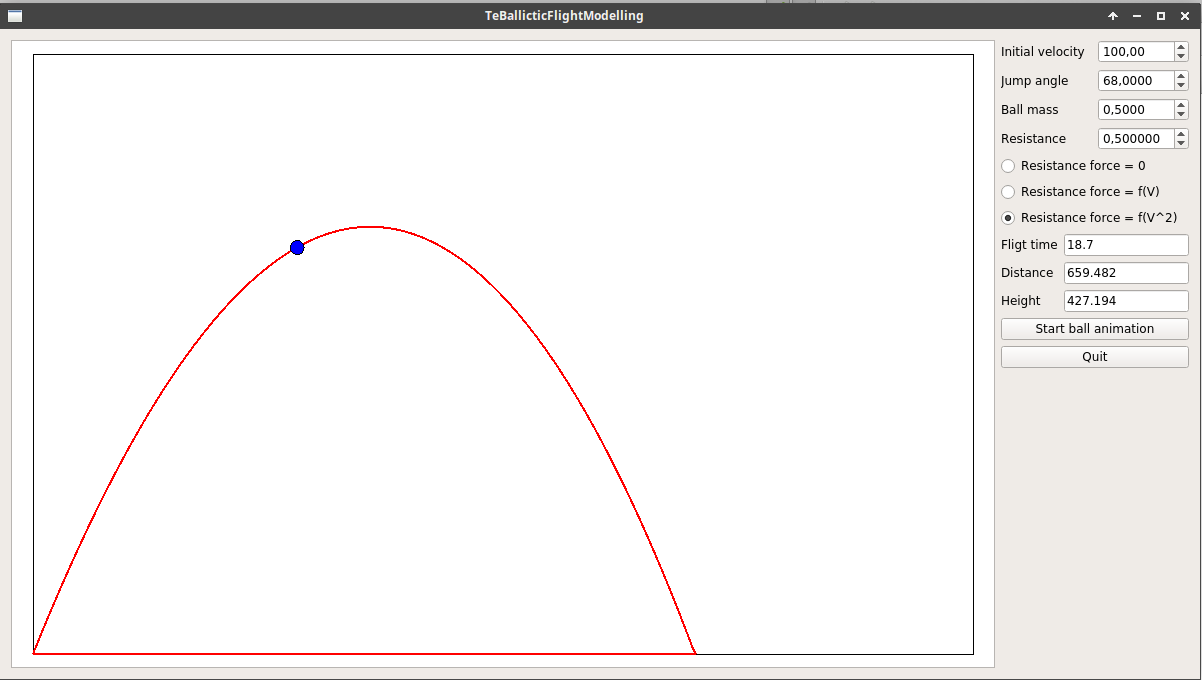 TeBallicticFlightModelling
Initial velocity 100,00
Jump angle 68,0000
Ball mass 0,5000
Resistance 0,500000
Resistance force = 0
Resistance force = f(V)
Resistance force = f(V^2)
Fligt time 18.7
Distance 659.482
Height 427.194
Start ball animation
Quit